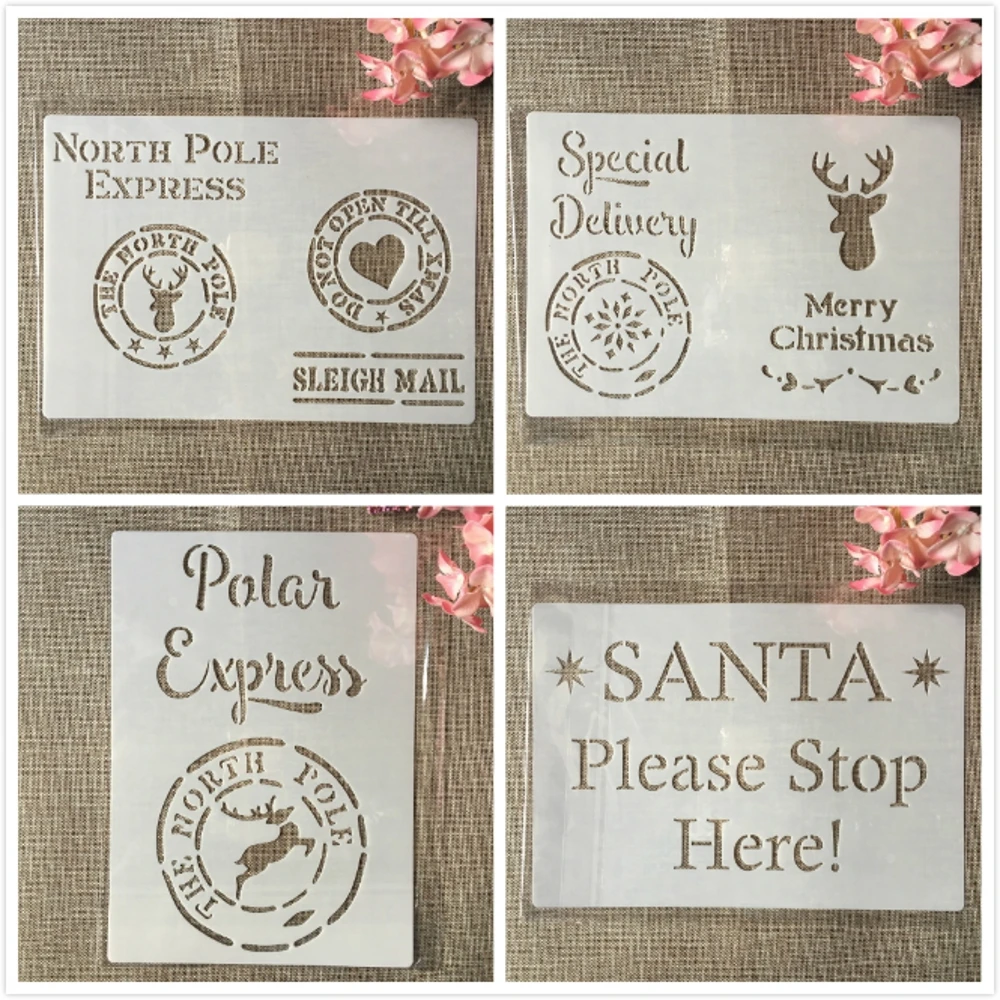 NORTH POLE
EXPRESS
THE NORTH POLE
DO NOT OPEN TILL XMAS
SLEIGH MAIL
Special
Delivery
THE NORTH POLE
Merry
Christmas
Polar
Express
THE NORTH POLE
SANTA
Please Stop
Here!